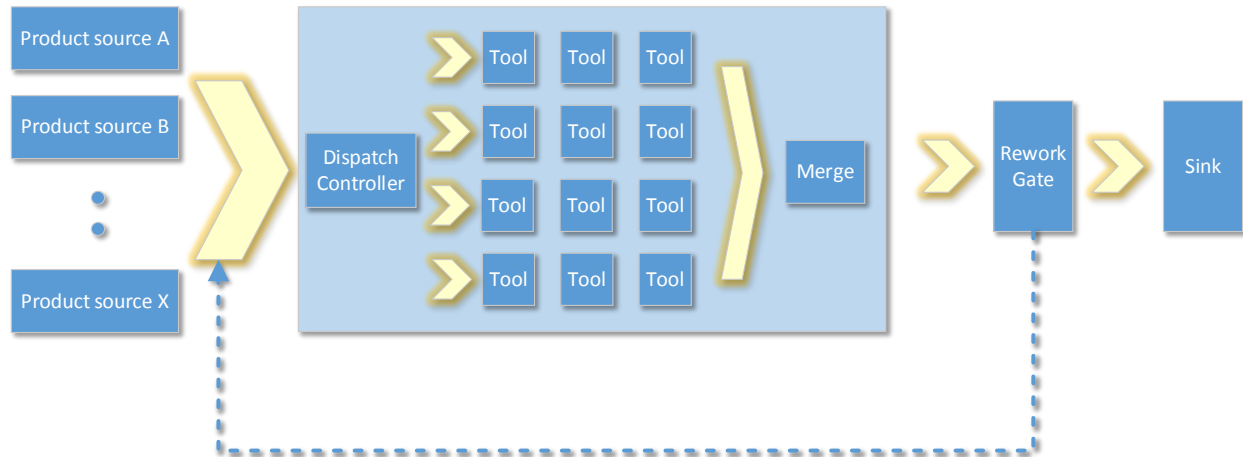 Product source A
Product source B
Product source X
Dispatch
Controller
Tool Tool Tool
Tool Tool Tool
Tool Tool Tool
Tool Tool Tool
Merge
Rework
Gate
Sink